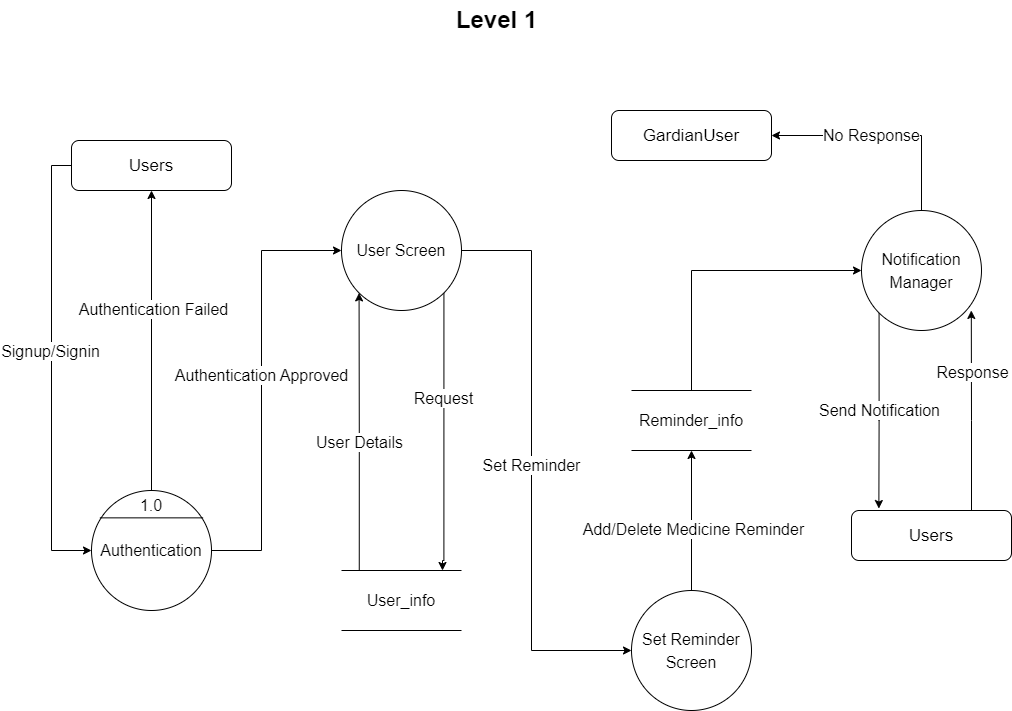 Level 1
GardianUser
No Response
Users
User Screen
Notification
Manager
Authentication Failed
Signup/Signin
Authentication Approved
Response
Request
Send Notification
Reminder_info
User Details
Set Reminder
1.0
Authentication
Add/Delete Medicine Reminder
Users
User_info
Set Reminder
Screen